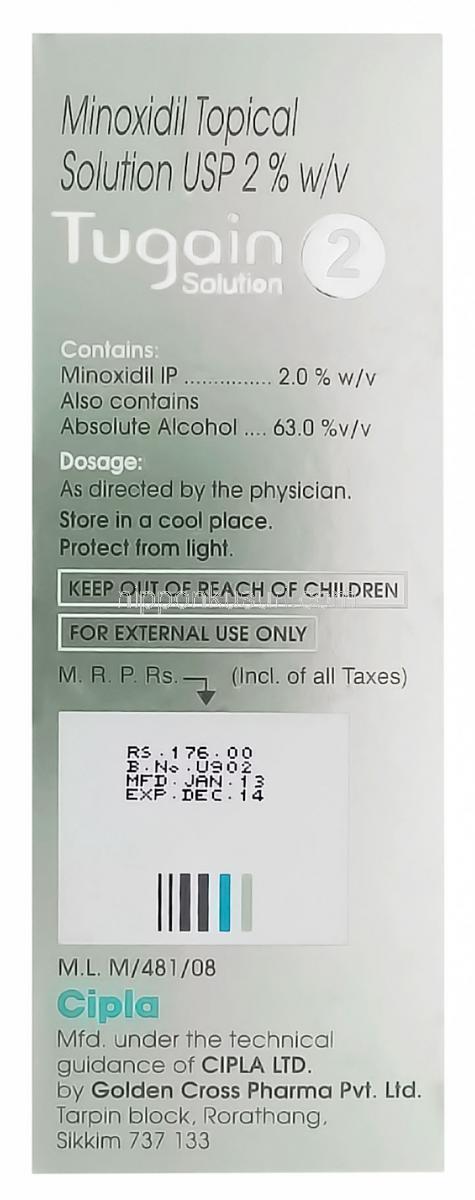 Minoxidil Topical
Solution USP 2 % w/v
Tugain 2
Solution
Contains:
Minoxidil IP ............... 2.0 % w/v
Also contains
Absolute Alcohol .... 63.0 %v/v
Dosage:
As directed by the physician.
Store in a cool place.
Protect from light.
KEEP OUT OF REACH OF CHILDREN
nipponkusuri.com
FOR EXTERNAL USE ONLY
M. R. P. Rs. (Incl. of all Taxes)
RS.176.00
B.No.U902
MFD.JAN.13
EXP.DEC.14
M.L. M/481/08
Cipla
Mfd. under the technical
guidance of CIPLA LTD.
by Golden Cross Pharma Pvt. Ltd.
Tarpin block, Rorathang,
Sikkim 737 133